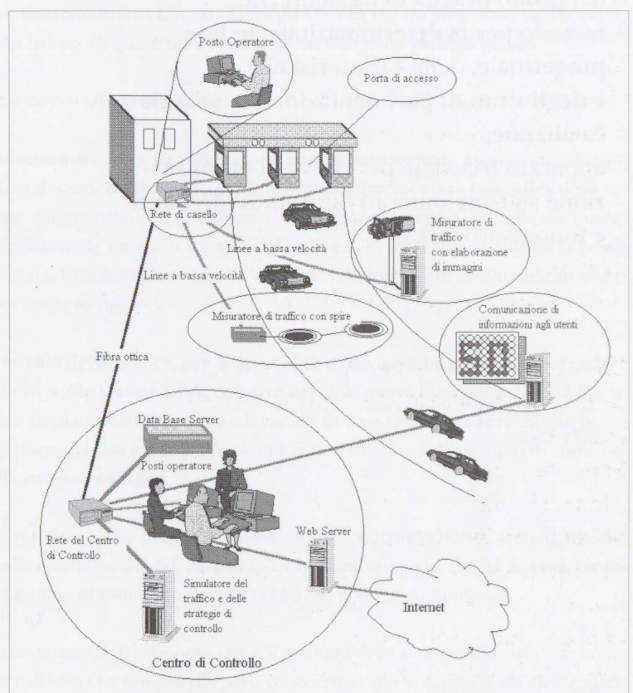 Posto Operatore
Porta di accesso
Rete di casello
Misuratore di
traffico
con elaborazione
di immagini
Linee a bassa velocità
Linee a bassa velocità
Misuratore di traffico con spire
Comunicazione di
informazioni agli utenti
50
Fibra ottica
Data Base Server
Posti operatore
Rete del Centro
di Controllo
Web Server
Simulatore del
traffico e delle
strategie di
controllo
Internet
Centro di Controllo